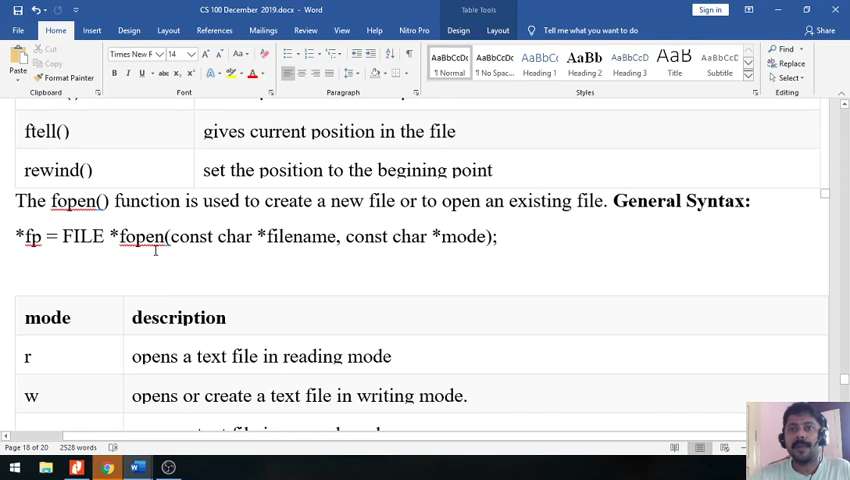 CS 100 December 2019.docx - Word
Table Tools
Sign in
File Home Insert Draw Design Layout References Mailings Review View Help Nitro Pro Design Layout Tell me what you want to do
Share
Paste
Cut
Copy
Format Painter
Clipboard
Times New R 14
Font
Paragraph
AaBbCcDd AaBbCcDd AaBbC AaBb AaBbCcD AaB AaBbCcD
¶ Normal ¶ No Spac... Heading 1 Heading 2 Heading 3 Title Subtitle
Styles
Find
Replace
Select
Editing
ftell() gives current position in the file
rewind() set the position to the begining point
The fopen() function is used to create a new file or to open an existing file. General Syntax:
*fp = FILE *fopen(const char *filename, const char *mode);
mode description
r opens a text file in reading mode
w opens or create a text file in writing mode.
Page 18 of 20 2528 words